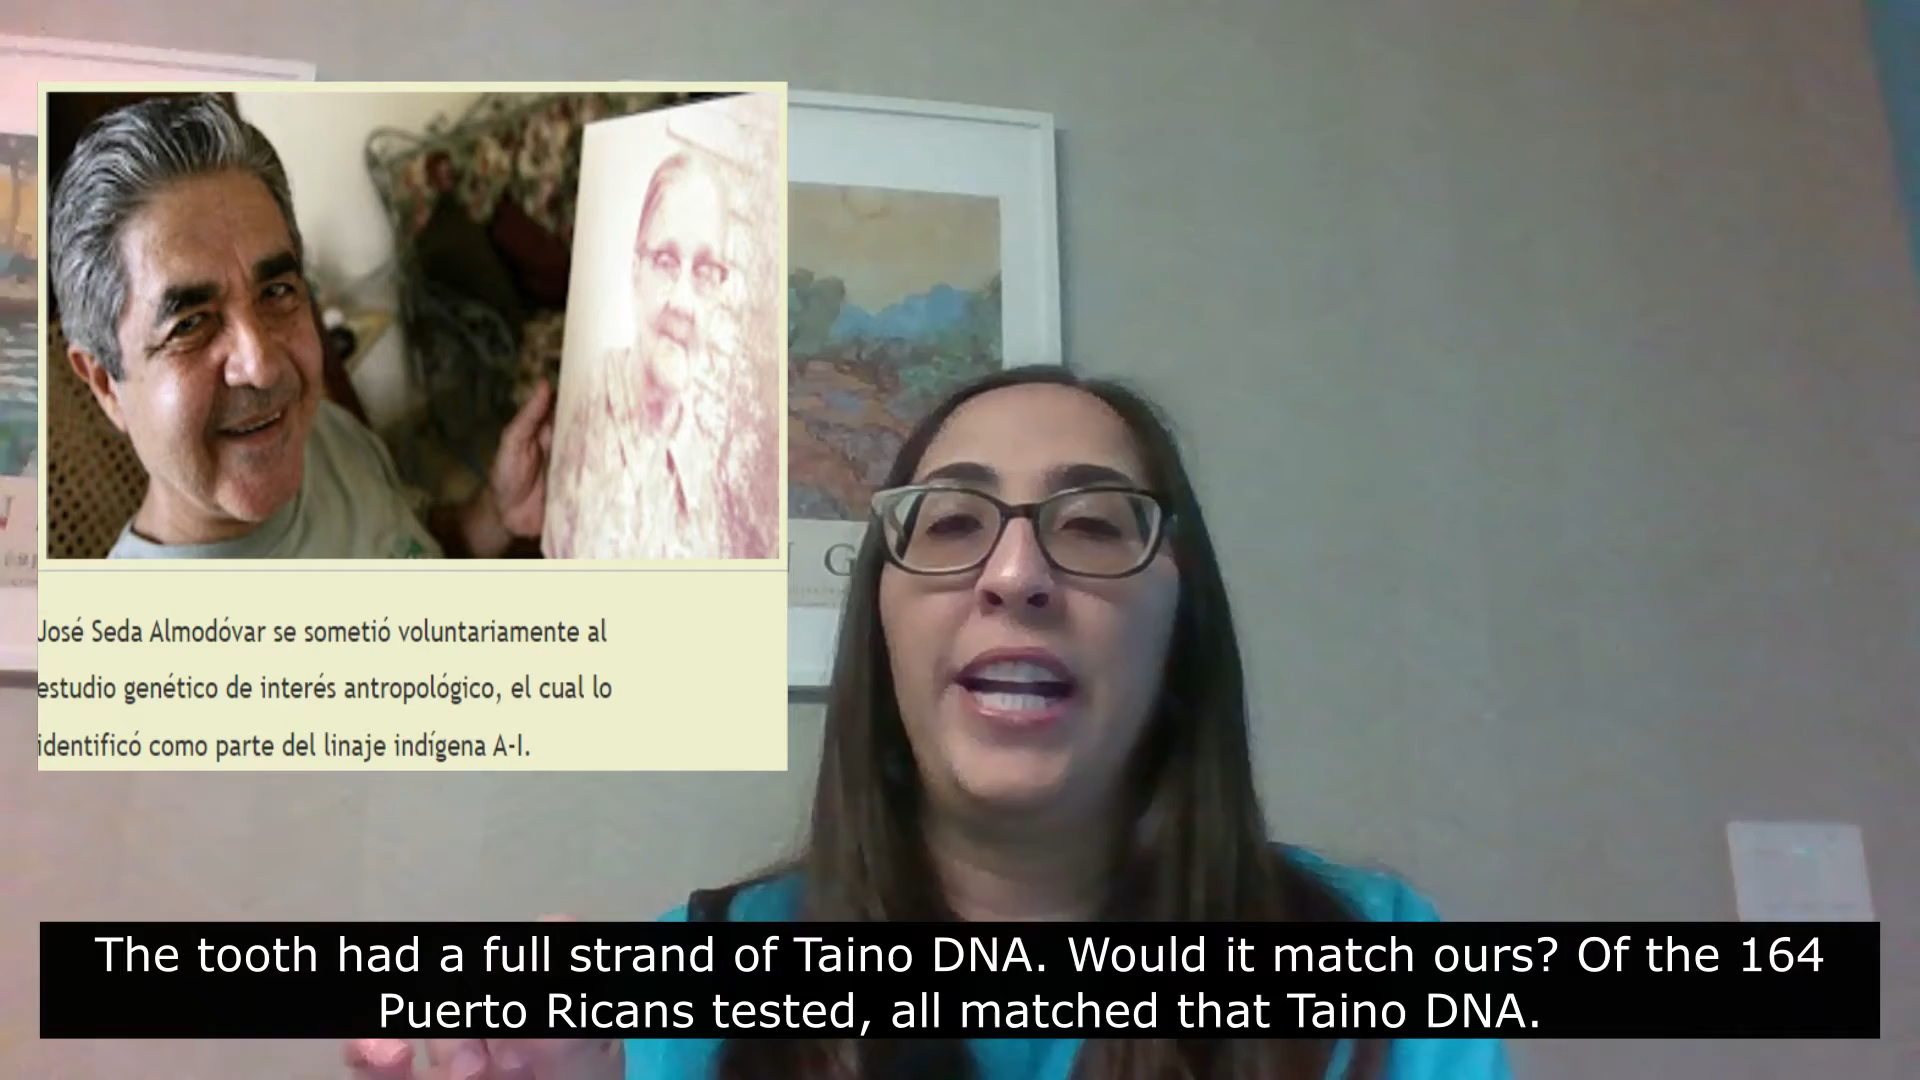 José Seda Almodóvar se sometió voluntariamente al
estudio genético de interés antropológico, el cual lo
identificó como parte del linaje indígena A-I.
G
The tooth had a full strand of Taino DNA. Would it match ours? Of the 164
Puerto Ricans tested, all matched that Taino DNA.